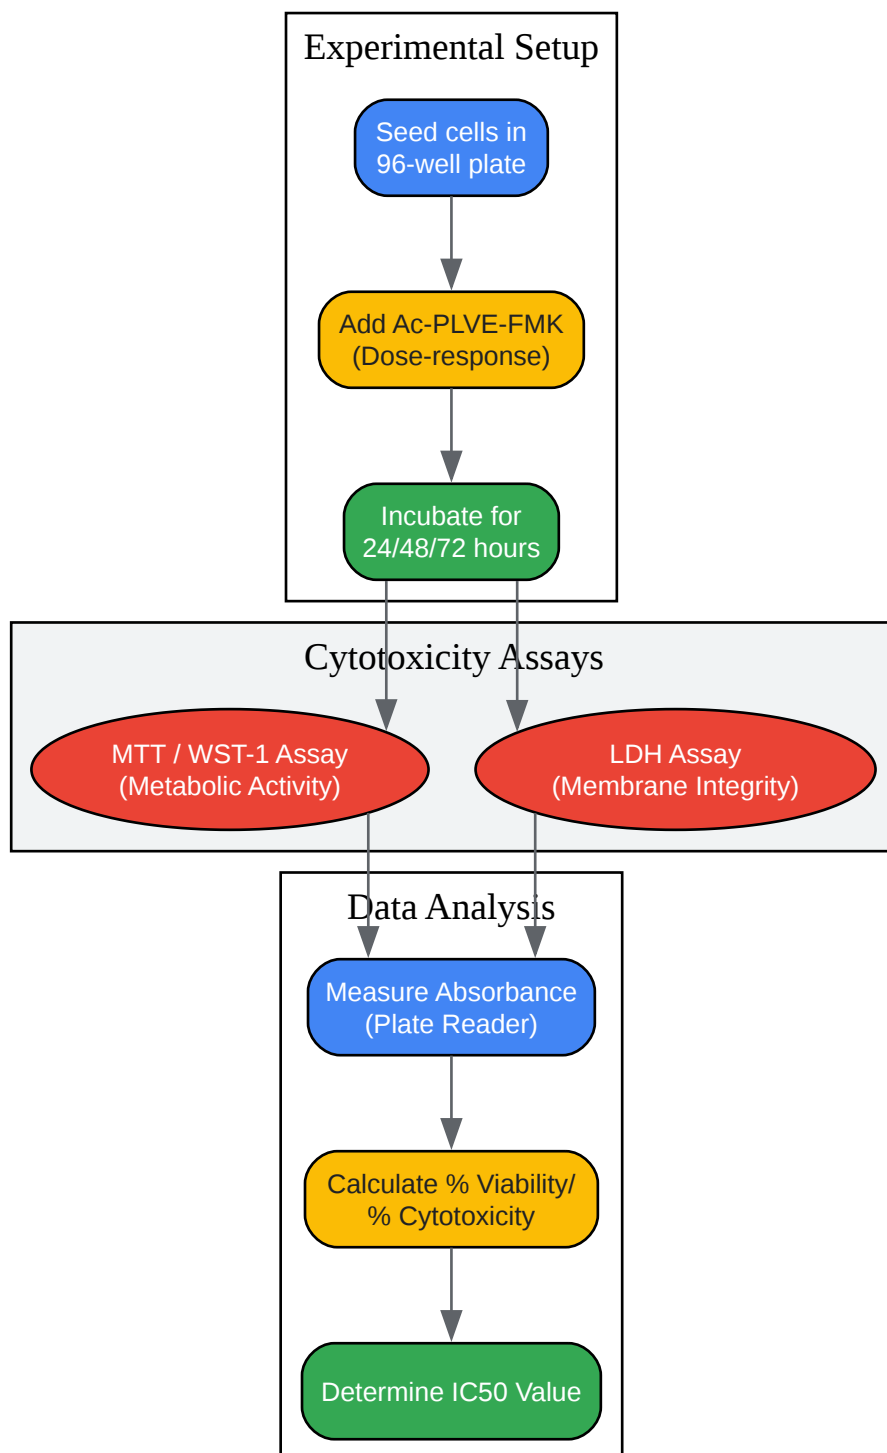 Experimental Setup
Seed cells in
96-well plate
Add Ac-PLVE-FMK
(Dose-response)
Incubate for
24/48/72 hours
Cytotoxicity Assays
MTT / WST-1 Assay
(Metabolic Activity)
LDH Assay
(Membrane Integrity)
Data Analysis
Measure Absorbance
(Plate Reader)
Calculate % Viability/
% Cytotoxicity
Determine IC50 Value